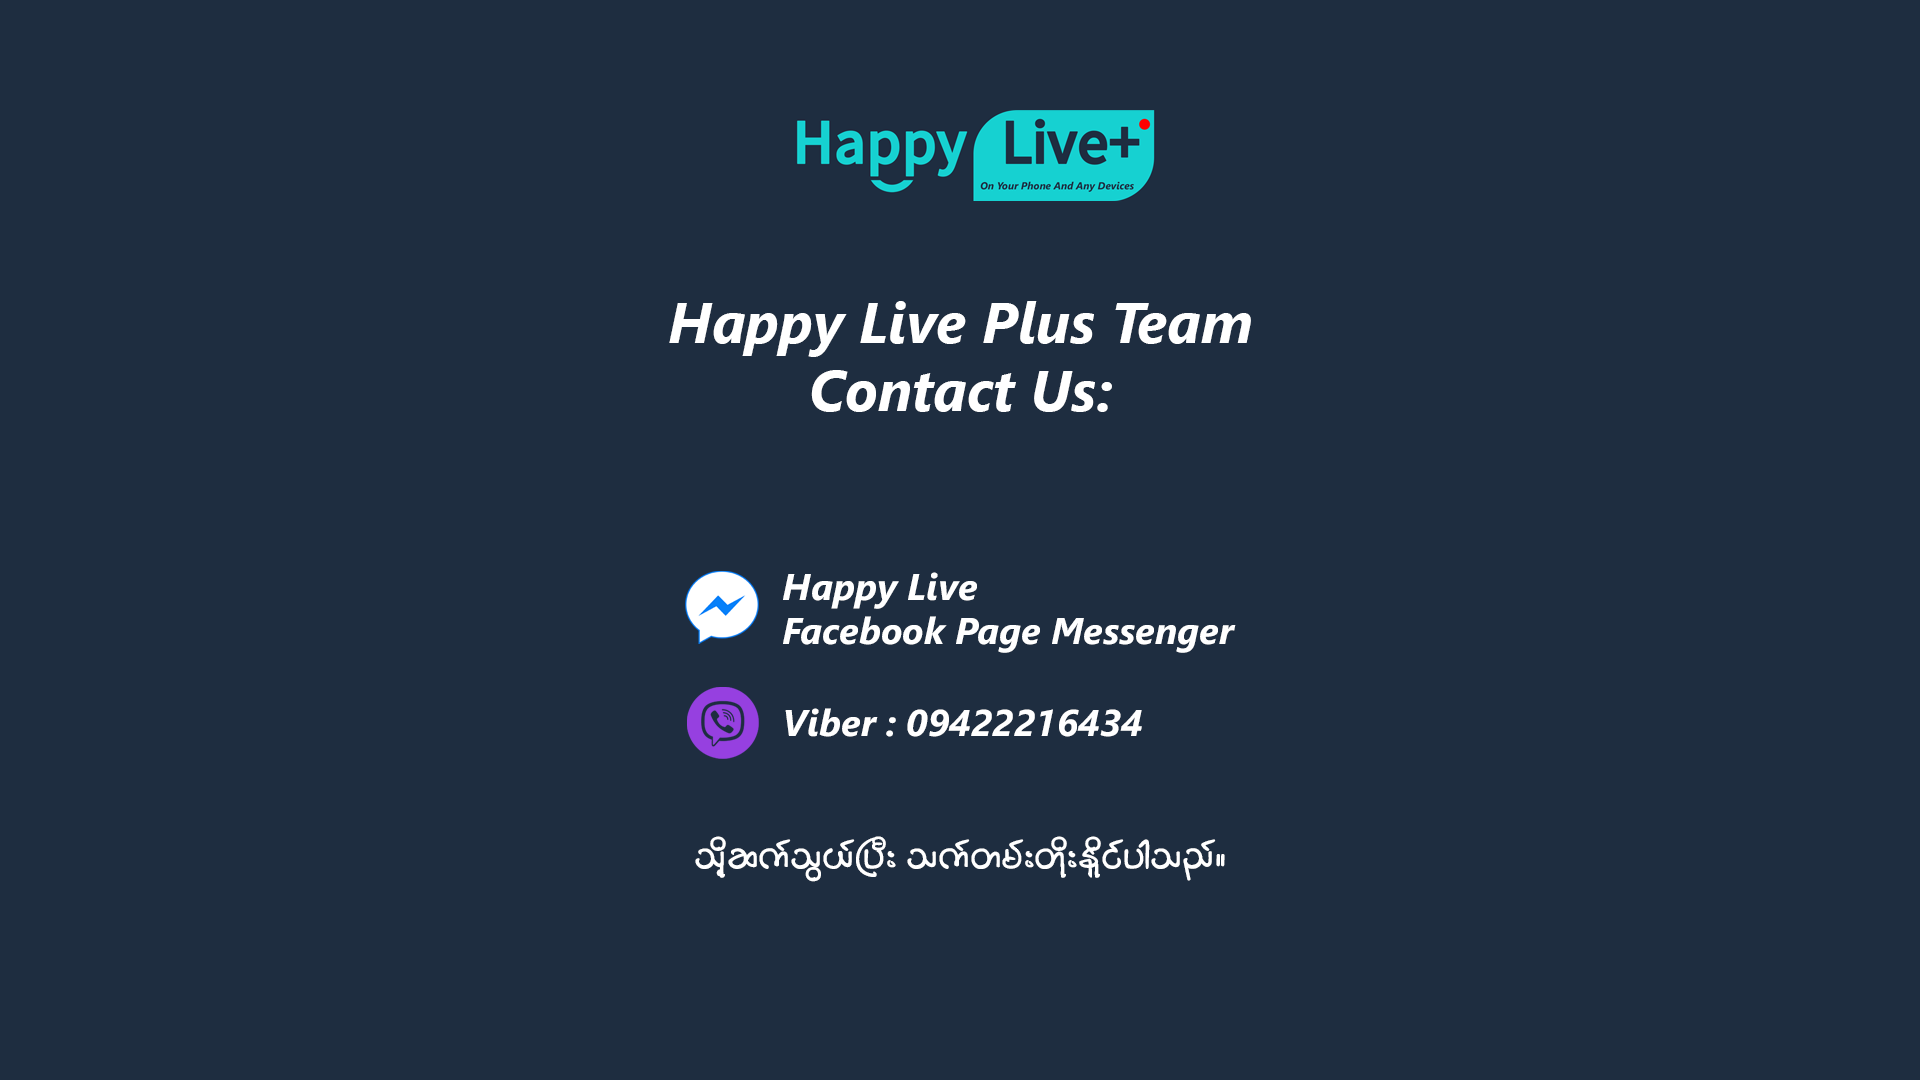 Happy Live+
On Your Phone And Any Devices
Happy Live Plus Team
Contact Us:
Happy Live
Facebook Page Messenger
Viber : 09422216434
သို့ဆက်သွယ်ပြီး သက်တမ်းတိုးနိူင်ပါသည်။